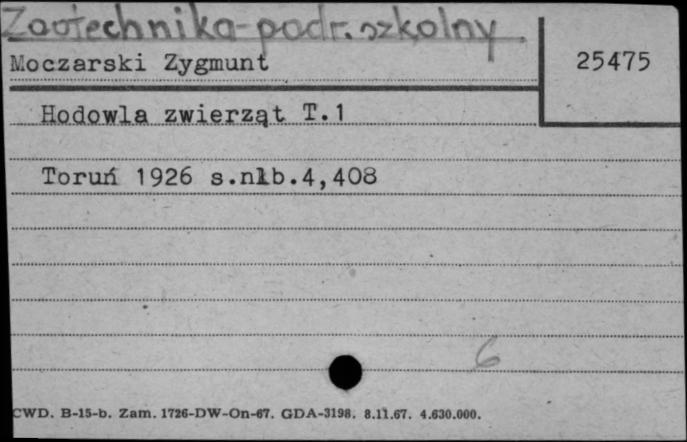 Zootechnika-podr. szkolny
Moczarski Zygmunt
25475
Hodowla zwierząt T.1
Toruń 1926 s.nlb.4,408
6
CWD. B-15-b. Zam. 1726-DW-On-67. GDA-3198. 8.11.67. 4.630.000.